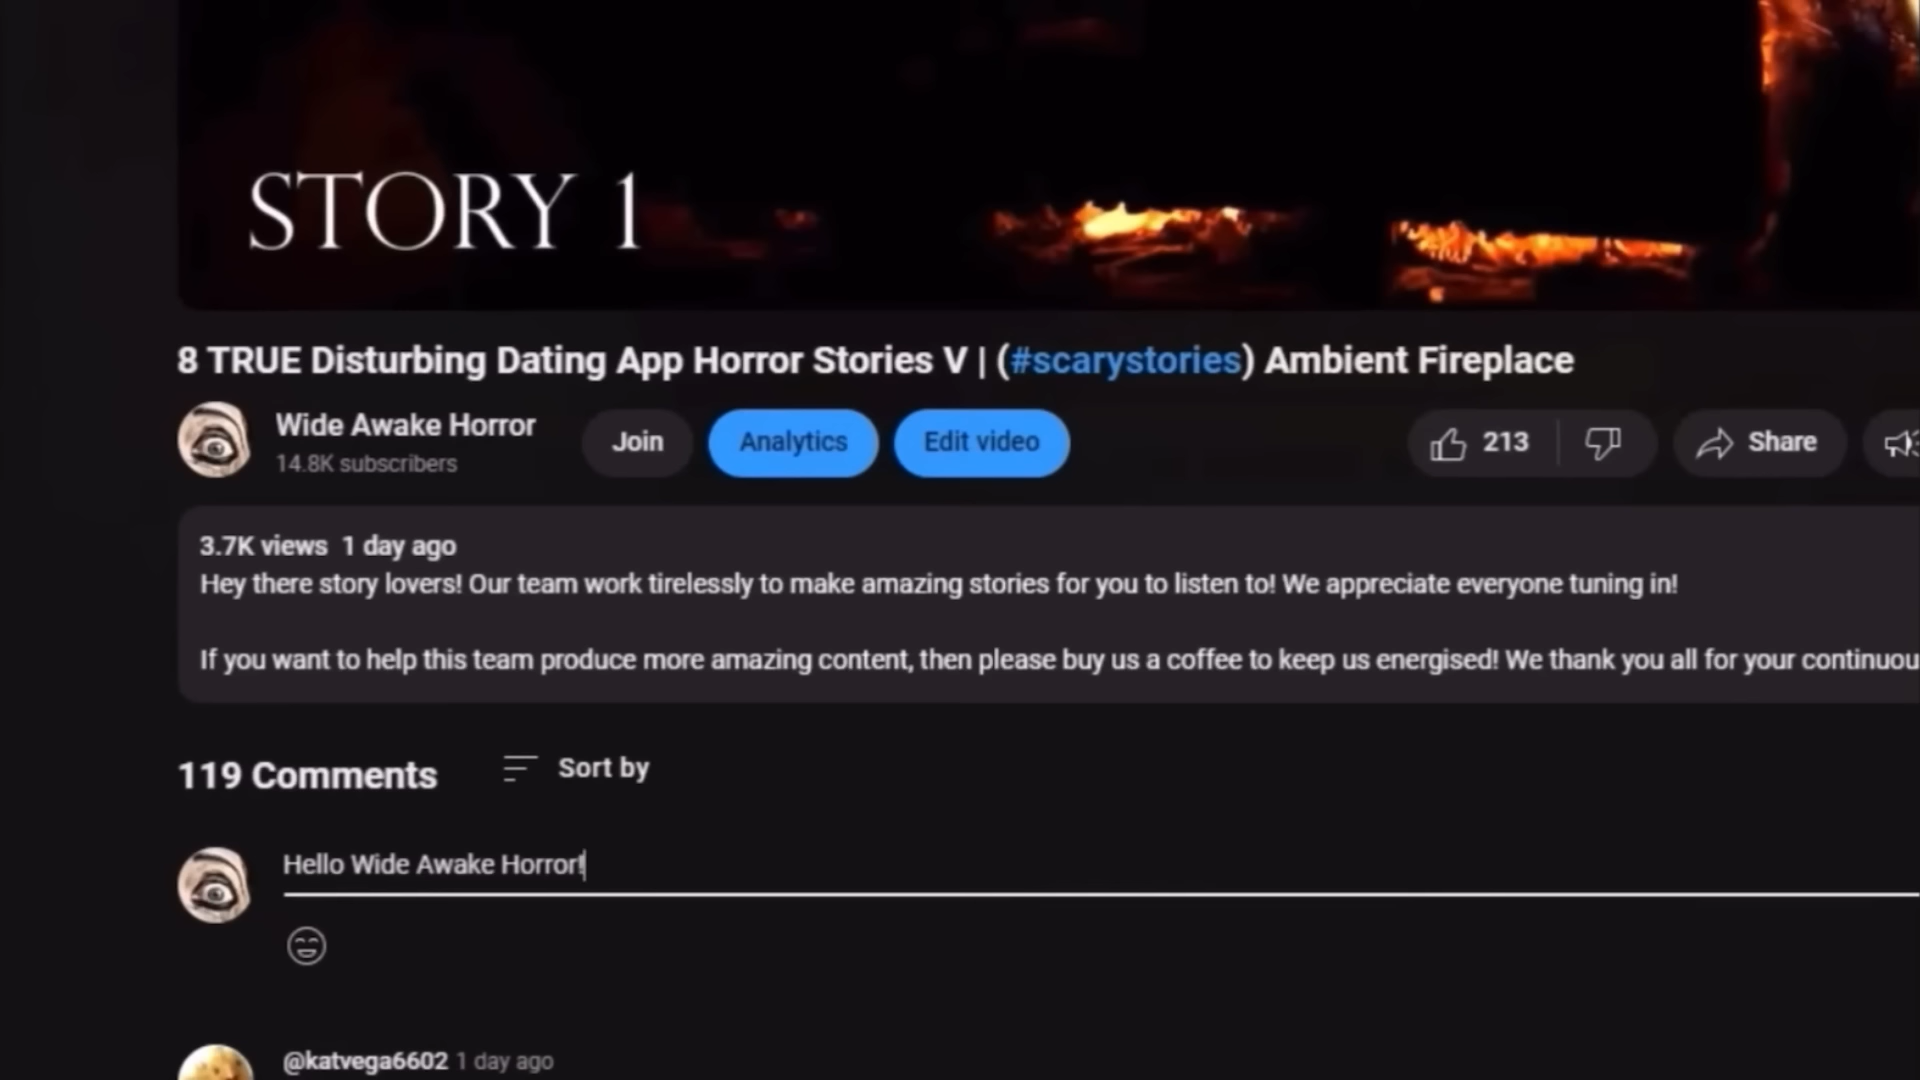 STORY 1
8 TRUE Disturbing Dating App Horror Stories V | (#scarystories) Ambient Fireplace
Wide Awake Horror
14.8K subscribers
Join
Analytics
Edit video
213
Share
3.7K views 1 day ago
Hey there story lovers! Our team work tirelessly to make amazing stories for you to listen to! We appreciate everyone tuning in!
If you want to help this team produce more amazing content, then please buy us a coffee to keep us energised! We thank you all for your continuou
119 Comments
Sort by
Hello Wide Awake Horror!
@katvega6602 1 day ago